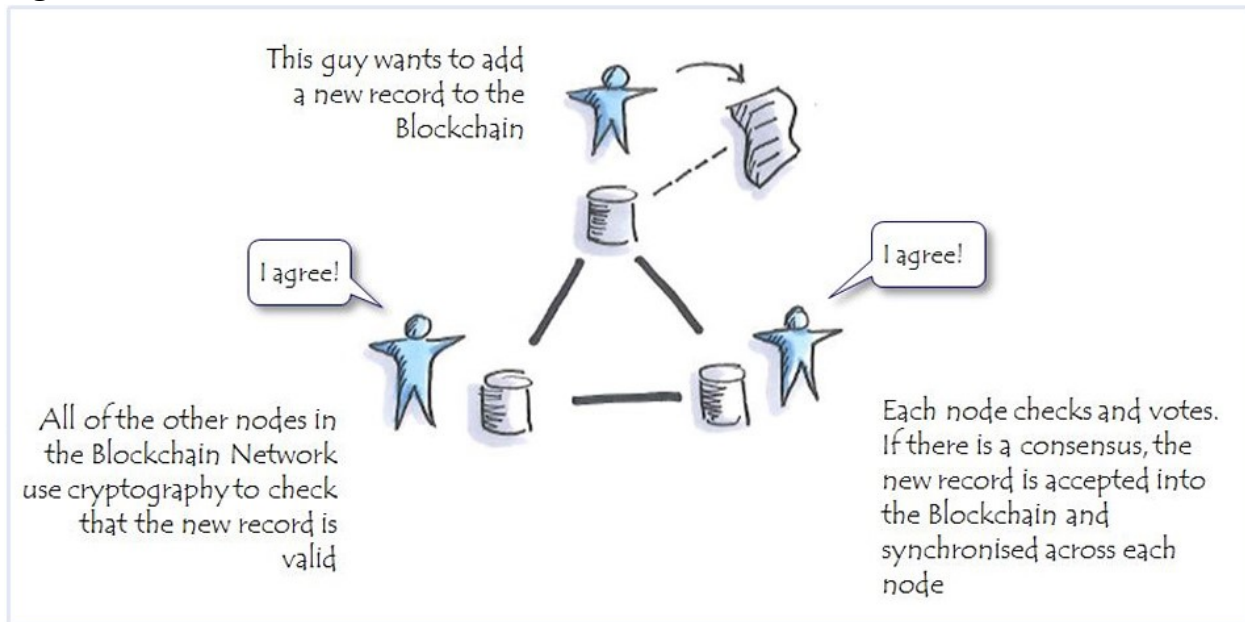 This guy wants to add
a new record to the
Blockchain
I agree!
I agree!
All of the other nodes in
the Blockchain Network
use cryptography to check
that the new record is
valid
Each node checks and votes.
If there is a consensus, the
new record is accepted into
the Blockchain and
synchronised across each
node